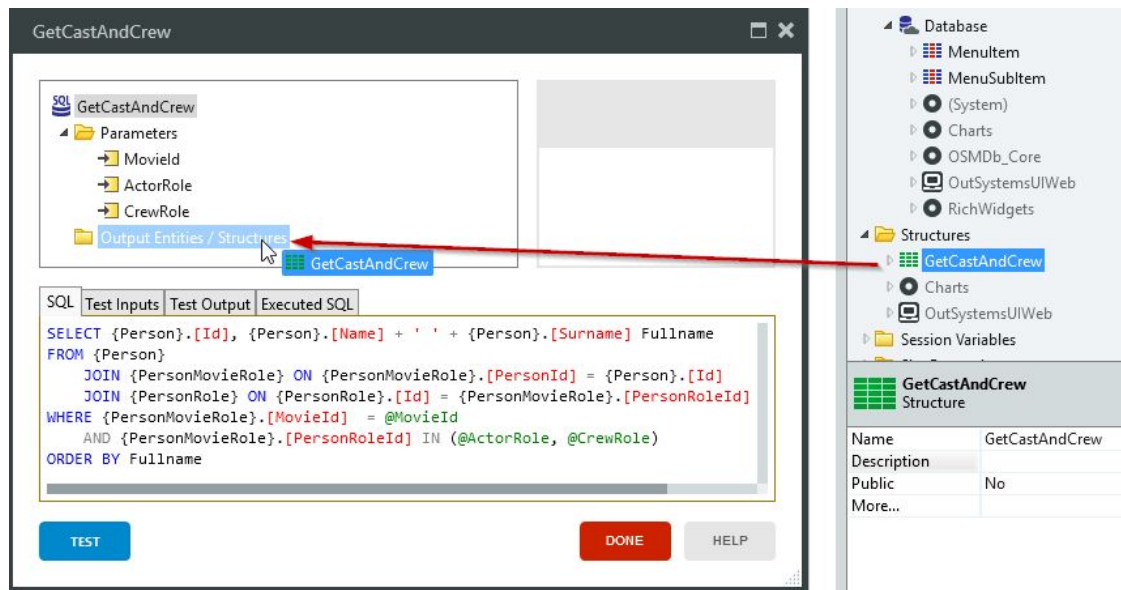 GetCastAndCrew
GetCastAndCrew
Parameters
MovieId
ActorRole
CrewRole
Output Entities / Structures
GetCastAndCrew
SQL Test Inputs Test Output Executed SQL
SELECT {Person}.[Id], {Person}.[Name] + ' ' + {Person}.[Surname] Fullname
FROM {Person}
JOIN {PersonMovieRole} ON {PersonMovieRole}.[PersonId] = {Person}.[Id]
JOIN {PersonRole} ON {PersonRole}.[Id] = {PersonMovieRole}.[PersonRoleId]
WHERE {PersonMovieRole}.[MovieId] = @MovieId
AND {PersonMovieRole}.[PersonRoleId] IN (@ActorRole, @CrewRole)
ORDER BY Fullname
TEST DONE HELP
Database
MenuItem
MenuSubItem
(System)
Charts
OSMDb_Core
OutSystemsUIWeb
RichWidgets
Structures
GetCastAndCrew
Charts
OutSystemsUIWeb
Session Variables
GetCastAndCrew
Structure
Name GetCastAndCrew
Description
Public No
More...